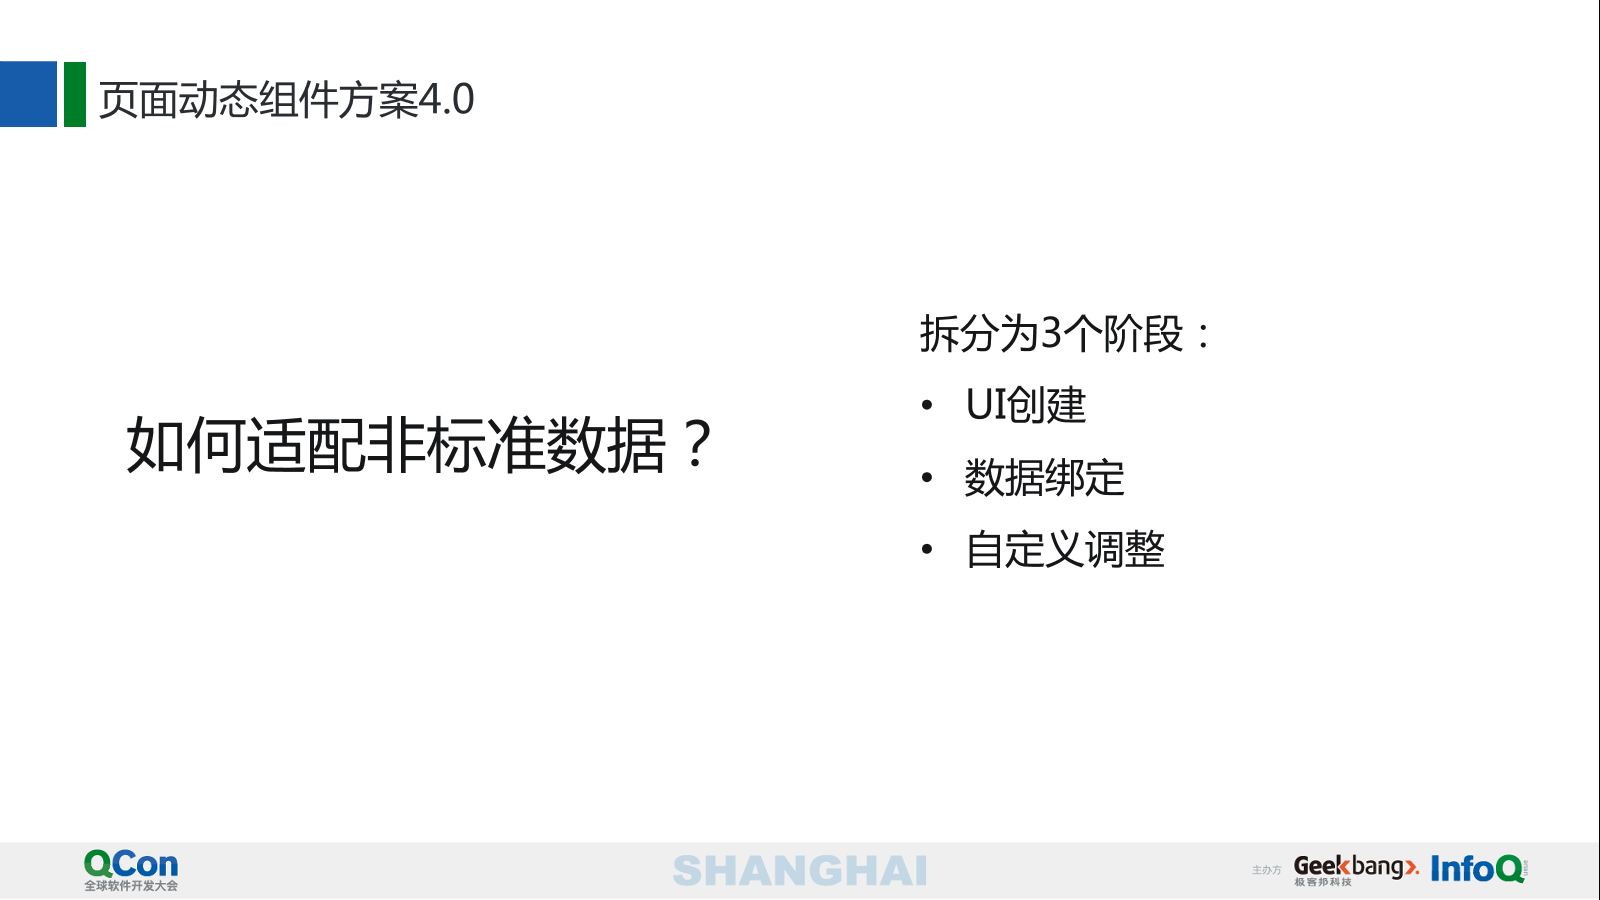 页面动态组件方案4.0
如何适配非标准数据？
拆分为3个阶段：
• UI创建
• 数据绑定
• 自定义调整
QCon
全球软件开发大会
SHANGHAI
主办方
Geekbang>.
极客邦科技
InfoQ